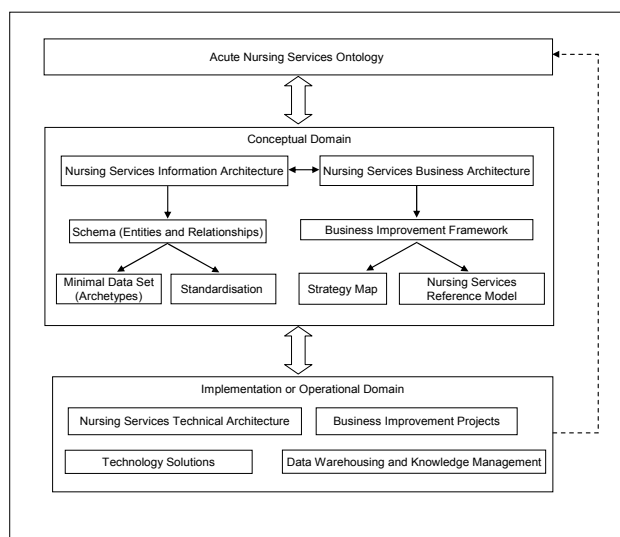 Acute Nursing Services Ontology
Conceptual Domain
Nursing Services Information Architecture
Nursing Services Business Architecture
Schema (Entities and Relationships)
Business Improvement Framework
Minimal Data Set
(Archetypes)
Standardisation
Strategy Map
Nursing Services
Reference Model
Implementation or Operational Domain
Nursing Services Technical Architecture
Business Improvement Projects
Technology Solutions
Data Warehousing and Knowledge Management